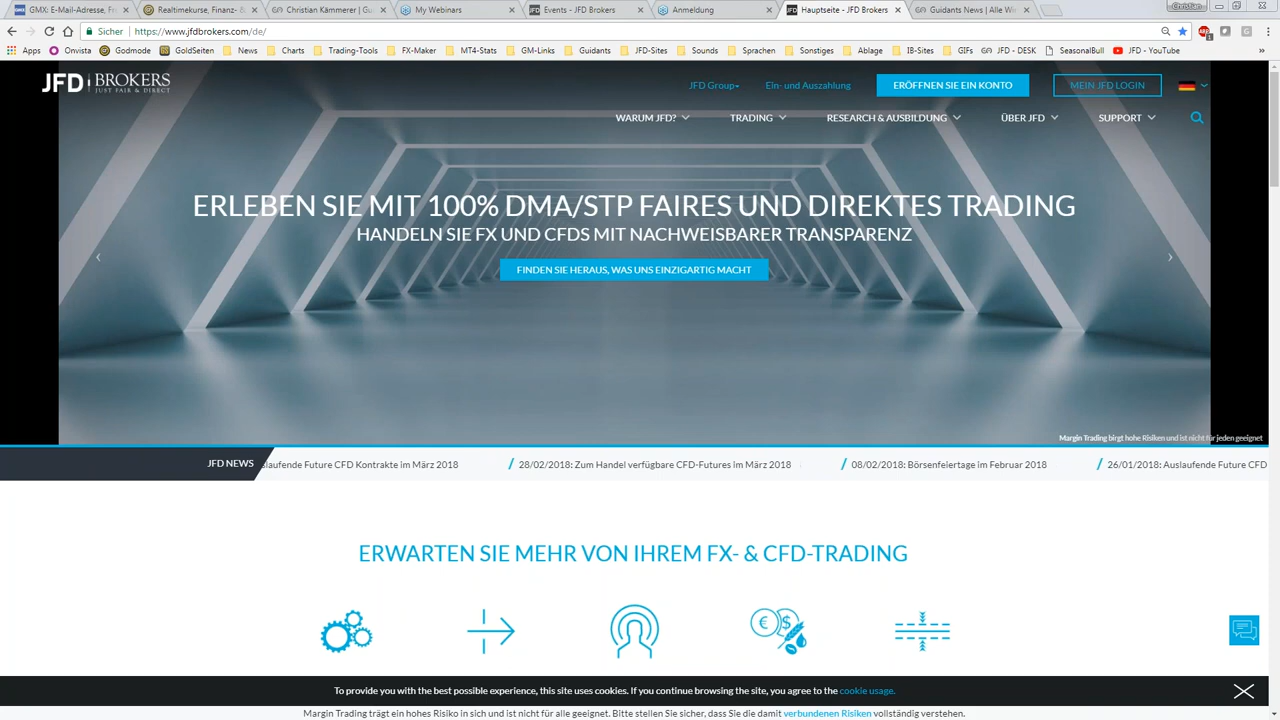 GMX: E-Mail-Adresse, Fr
Realtimekurse, Finanz- &
Christian Kämmerer | Gu
My Webinars
Events - JFD Brokers
Anmeldung
Hauptseite - JFD Brokers
Guidants News | Alle We
Christian
Sicher
https://www.jfdbrokers.com/de/
Apps
Onvista
Godmode
GoldSeiten
News
Charts
Trading-Tools
FX-Maker
MT4-Stats
GM-Links
Guidants
JFD-Sites
Sounds
Sprachen
Sonstiges
Ablage
IB-Sites
GIFs
JFD - DESK
SeasonalBull
JFD - YouTube
JFD BROKERS
JUST FAIR & DIRECT
JFD Group
Ein- und Auszahlung
ERÖFFNEN SIE EIN KONTO
MEIN JFD LOGIN
WARUM JFD?
TRADING
RESEARCH & AUSBILDUNG
ÜBER JFD
SUPPORT
ERLEBEN SIE MIT 100% DMA/STP FAIRES UND DIREKTES TRADING
HANDELN SIE FX UND CFDS MIT NACHWEISBARER TRANSPARENZ
FINDEN SIE HERAUS, WAS UNS EINZIGARTIG MACHT
Margin Trading birgt hohe Risiken und ist nicht für jeden geeignet
JFD NEWS
slaufende Future CFD Kontrakte im März 2018
/ 28/02/2018: Zum Handel verfügbare CFD-Futures im März 2018
/ 08/02/2018: Börsenfeiertage im Februar 2018
/ 26/01/2018: Auslaufende Future CFD
ERWARTEN SIE MEHR VON IHREM FX- & CFD-TRADING
€ $
To provide you with the best possible experience, this site uses cookies. If you continue browsing the site, you agree to the cookie usage.
Margin Trading trägt ein hohes Risiko in sich und ist nicht für alle geeignet. Bitte stellen Sie sicher, dass Sie die damit verbundenen Risiken vollständig verstehen.